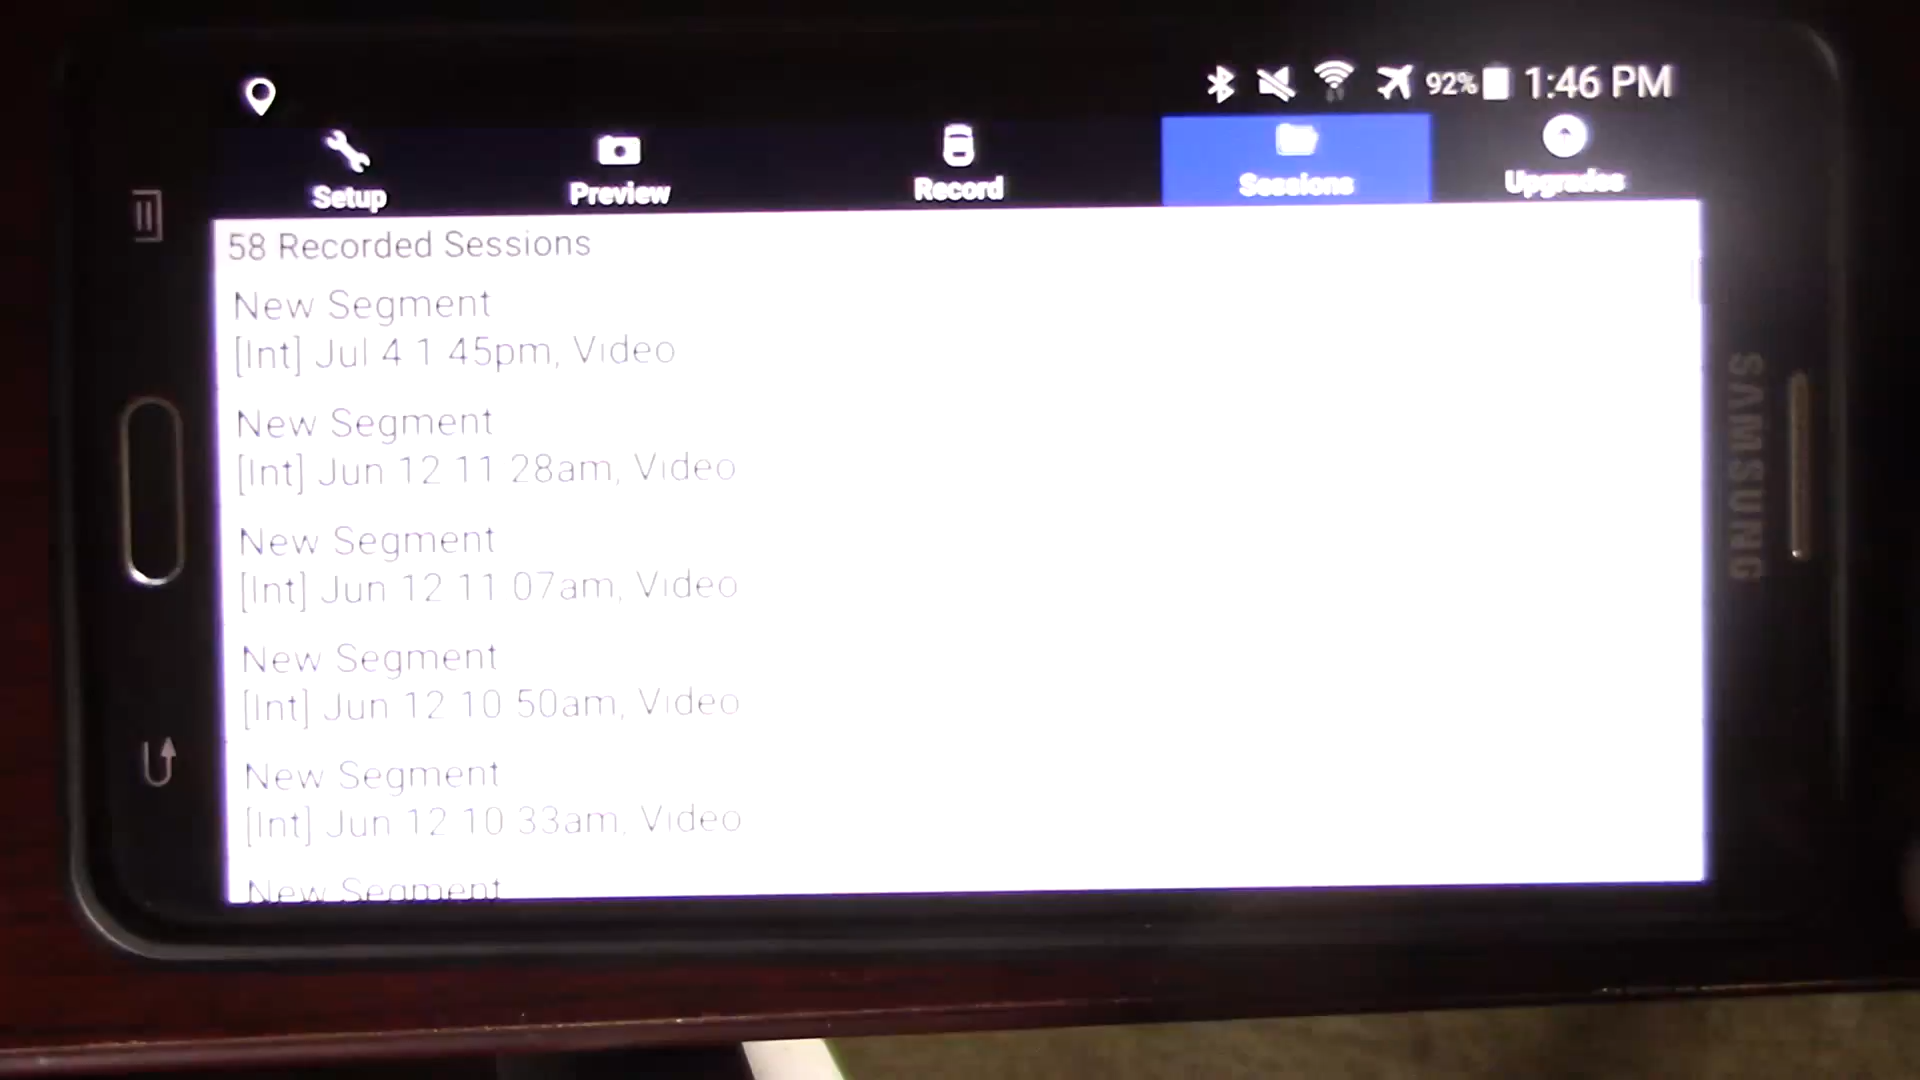 92% 1:46 PM
Setup Preview Record Sessions Upgrades
58 Recorded Sessions
New Segment
[Int] Jul 4 1 45pm, Video
New Segment
[Int] Jun 12 11 28am, Video
New Segment
[Int] Jun 12 11 07am, Video
New Segment
[Int] Jun 12 10 50am, Video
New Segment
[Int] Jun 12 10 33am, Video
New Segment
SAMSUNG